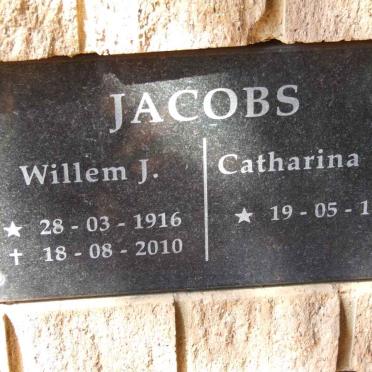 JACOBS
Willem J.
★ 28 - 03 - 1916
✝ 18 - 08 - 2010
Catharina
★ 19 - 05 - 1